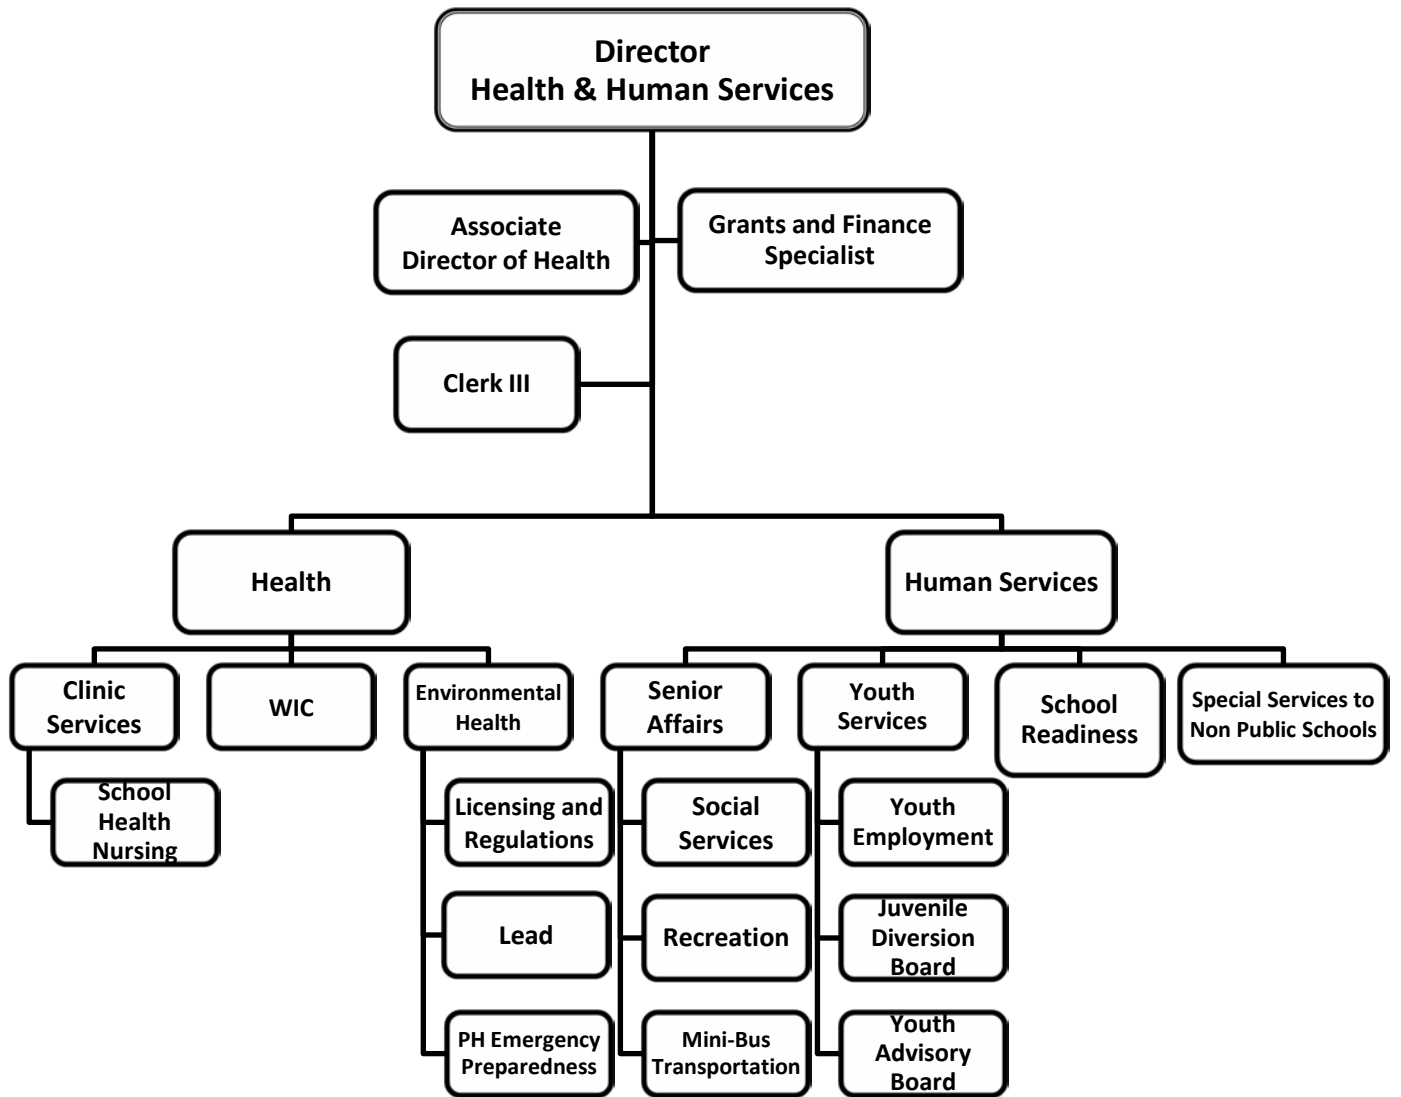 Director
Health & Human Services
Associate
Director of Health
Grants and Finance
Specialist
Clerk III
Health
Human Services
Clinic
Services
WIC
Environmental
Health
Senior
Affairs
Youth
Services
School
Readiness
Special Services to
Non Public Schools
School
Health
Nursing
Licensing and
Regulations
Social
Services
Youth
Employment
Lead
Recreation
Juvenile
Diversion
Board
PH Emergency
Preparedness
Mini-Bus
Transportation
Youth
Advisory
Board